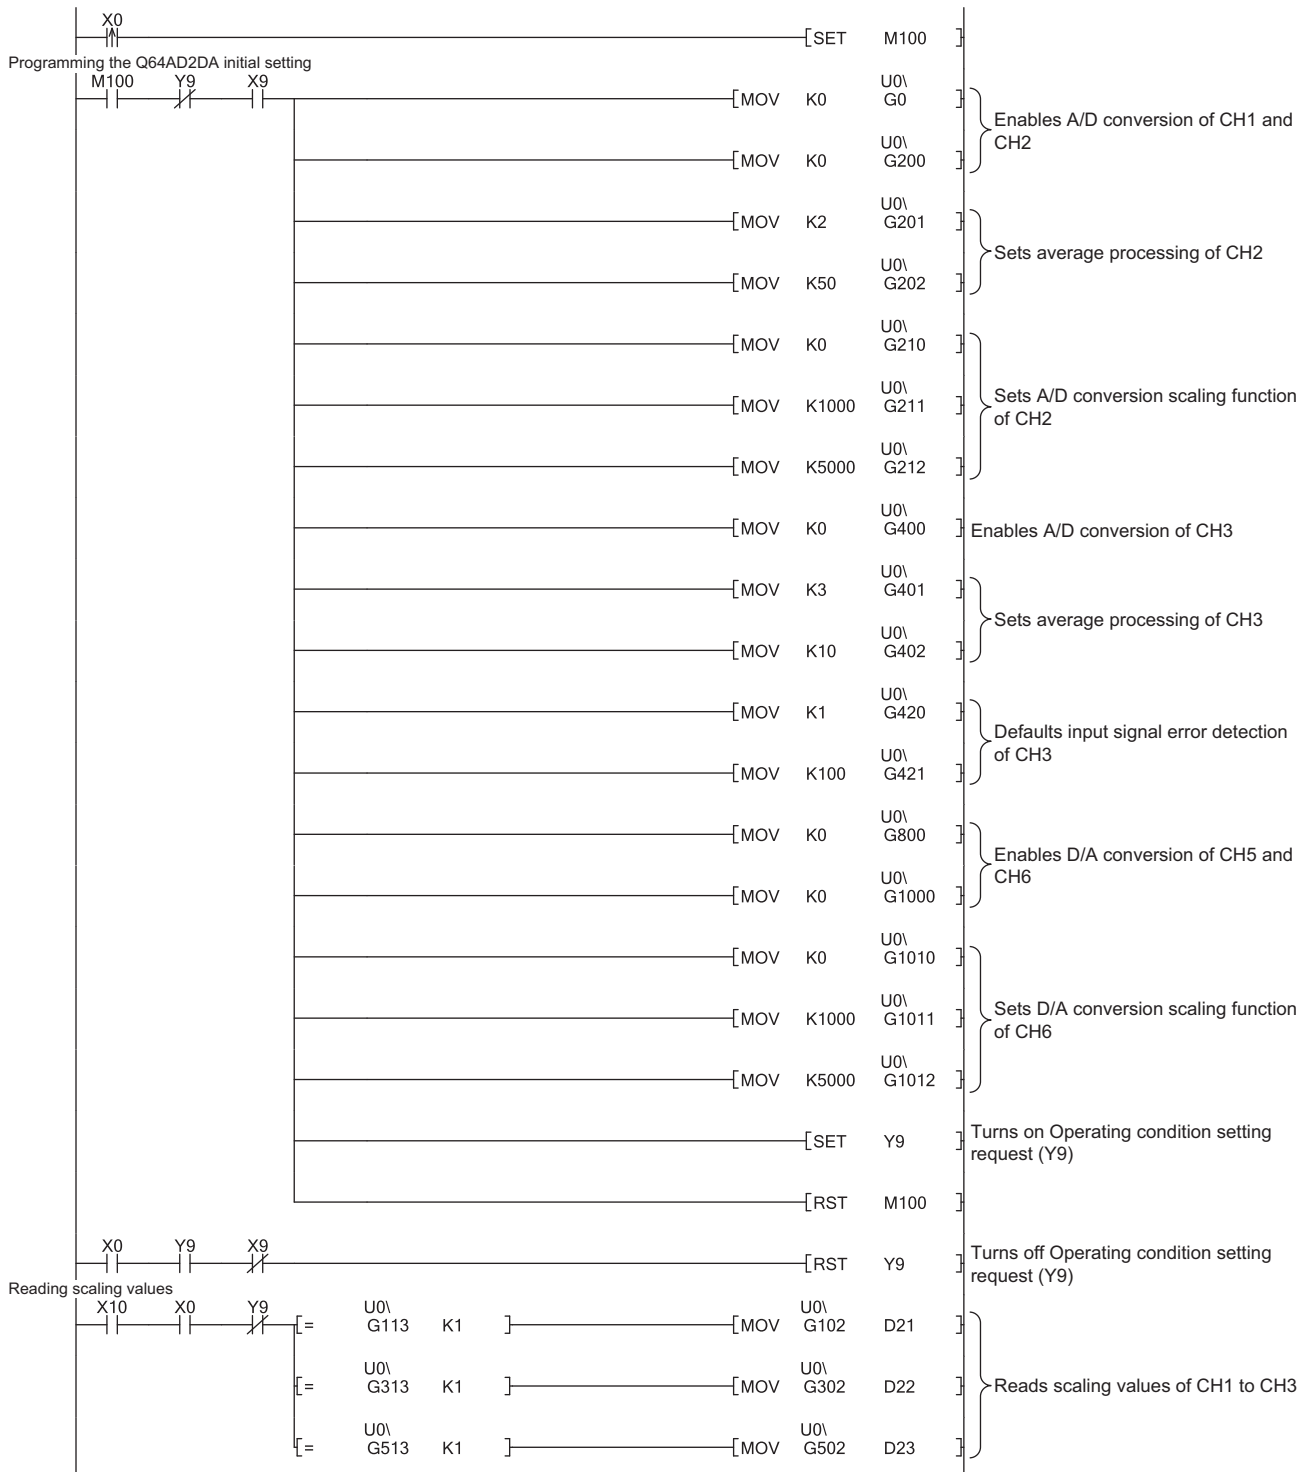 X0
[SET M100 ]
Programming the Q64AD2DA initial setting
M100 Y9 X9
U0\
[MOV K0 G0 ]
Enables A/D conversion of CH1 and
CH2
U0\
[MOV K0 G200 ]
U0\
[MOV K2 G201 ]
Sets average processing of CH2
U0\
[MOV K50 G202 ]
U0\
[MOV K0 G210 ]
U0\
[MOV K1000 G211 ]
Sets A/D conversion scaling function
of CH2
U0\
[MOV K5000 G212 ]
U0\
[MOV K0 G400 ]
Enables A/D conversion of CH3
U0\
[MOV K3 G401 ]
Sets average processing of CH3
U0\
[MOV K10 G402 ]
U0\
[MOV K1 G420 ]
Defaults input signal error detection
of CH3
U0\
[MOV K100 G421 ]
U0\
[MOV K0 G800 ]
Enables D/A conversion of CH5 and
CH6
U0\
[MOV K0 G1000 ]
U0\
[MOV K0 G1010 ]
U0\
[MOV K1000 G1011 ]
Sets D/A conversion scaling function
of CH6
U0\
[MOV K5000 G1012 ]
[SET Y9 ]
Turns on Operating condition setting
request (Y9)
[RST M100 ]
X0 Y9 X9
[RST Y9 ]
Turns off Operating condition setting
request (Y9)
Reading scaling values
X10 X0 Y9
U0\ U0\
[= G113 K1 ] [MOV G102 D21 ]
U0\ U0\
[= G313 K1 ] [MOV G302 D22 ]
Reads scaling values of CH1 to CH3
U0\ U0\
[= G513 K1 ] [MOV G502 D23 ]